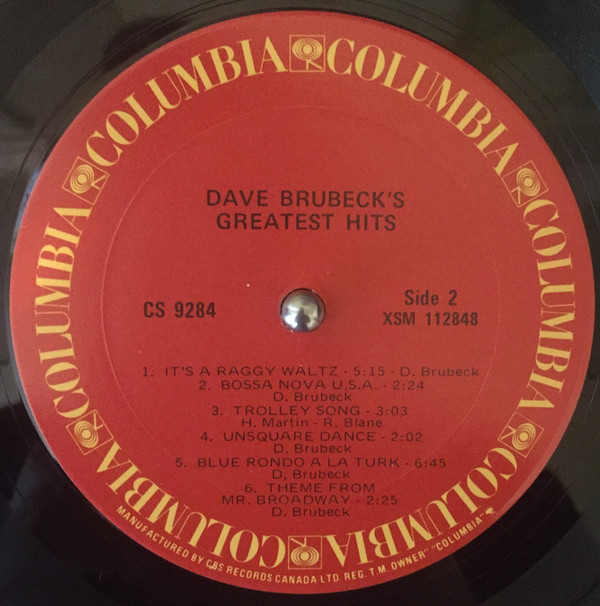 COLUMBIA COLUMBIA COLUMBIA COLUMBIA COLUMBIA COLUMBIA COLUMBIA COLUMBIA
DAVE BRUBECK'S
GREATEST HITS
CS 9284
Side 2
XSM 112848
1. IT'S A RAGGY WALTZ - 5:15 - D. Brubeck
2. BOSSA NOVA U.S.A. - 2:24
D. Brubeck
3. TROLLEY SONG - 3:03
H. Martin - R. Blane
4. UNSQUARE DANCE - 2:02
D. Brubeck
5. BLUE RONDO A LA TURK - 6:45
D, Brubeck
6. THEME FROM
MR. BROADWAY - 2:25
D. Brubeck
MANUFACTURED BY CBS RECORDS CANADA LTD. REG. T.M. OWNER "COLUMBIA"